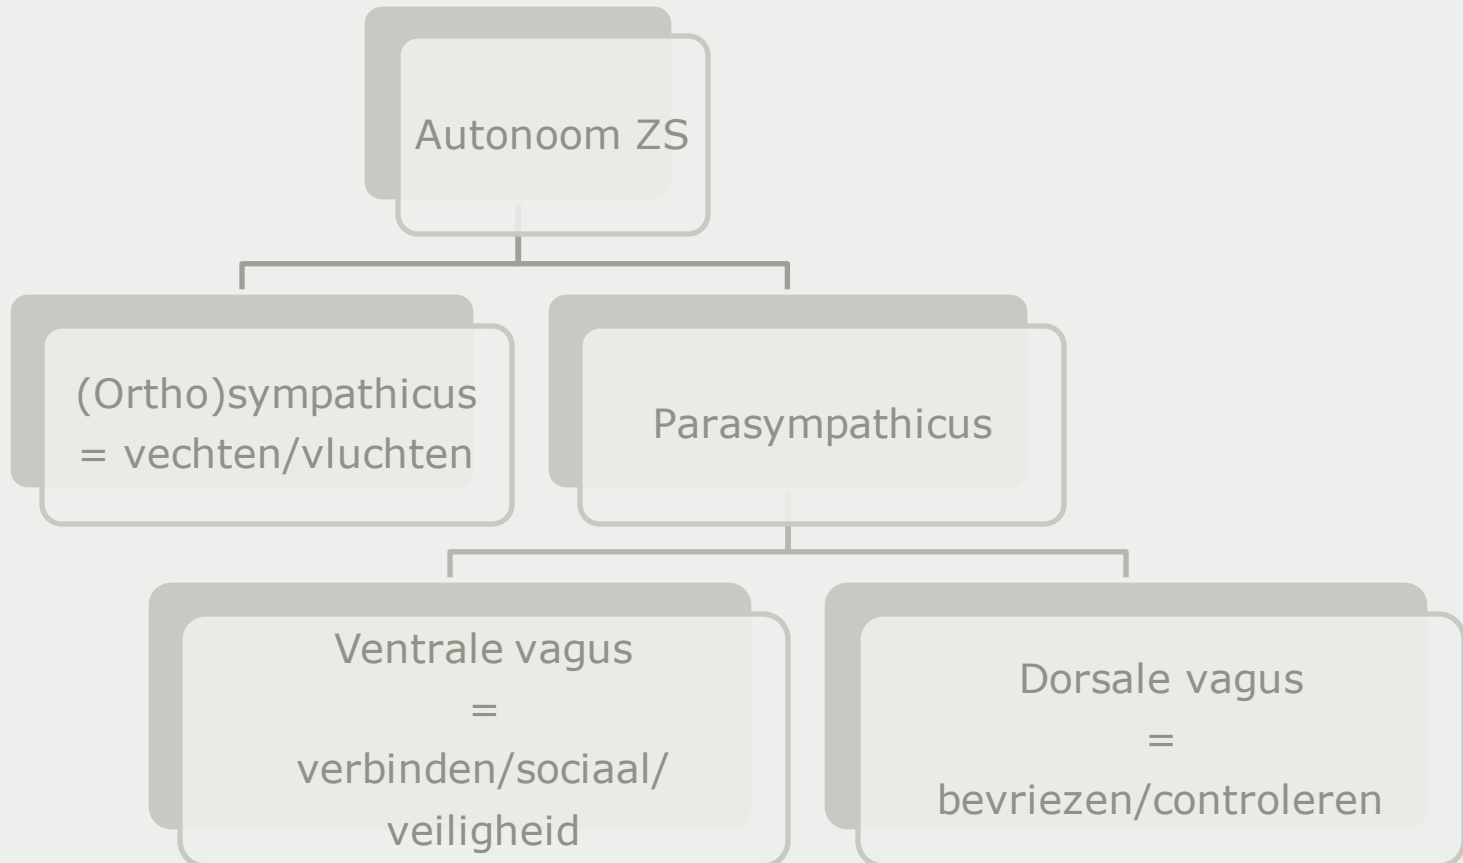 Autonoom ZS
(Ortho)sympathicus
= vechten/vluchten
Parasympathicus
Ventrale vagus
=
verbinden/sociaal/
veiligheid
Dorsale vagus
=
bevriezen/controleren